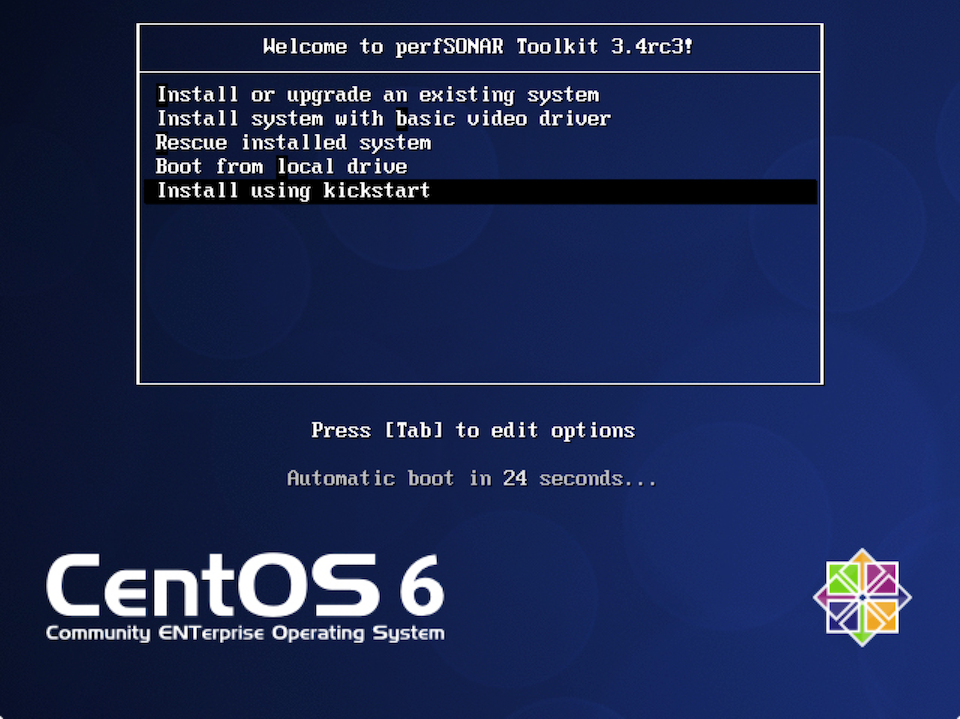 Welcome to perfSONAR Toolkit 3.4rc3!
Install or upgrade an existing system
Install system with basic video driver
Rescue installed system
Boot from local drive
Install using kickstart
Press [Tab] to edit options
Automatic boot in 24 seconds...
CentOS 6
Community ENTerprise Operating System